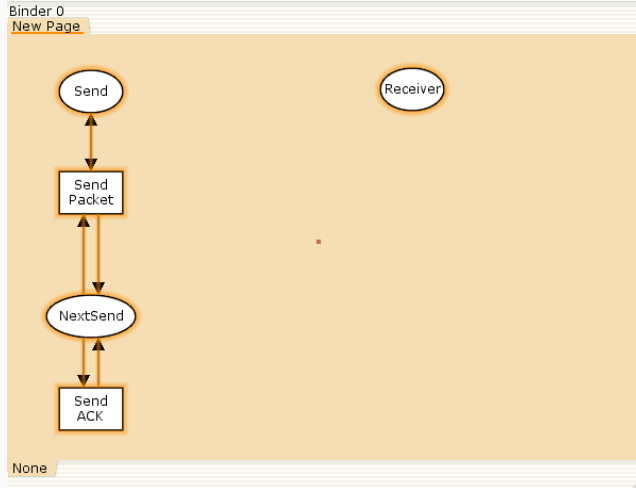 Binder 0
New Page
Send
Receiver
Send
Packet
NextSend
Send
ACK
None